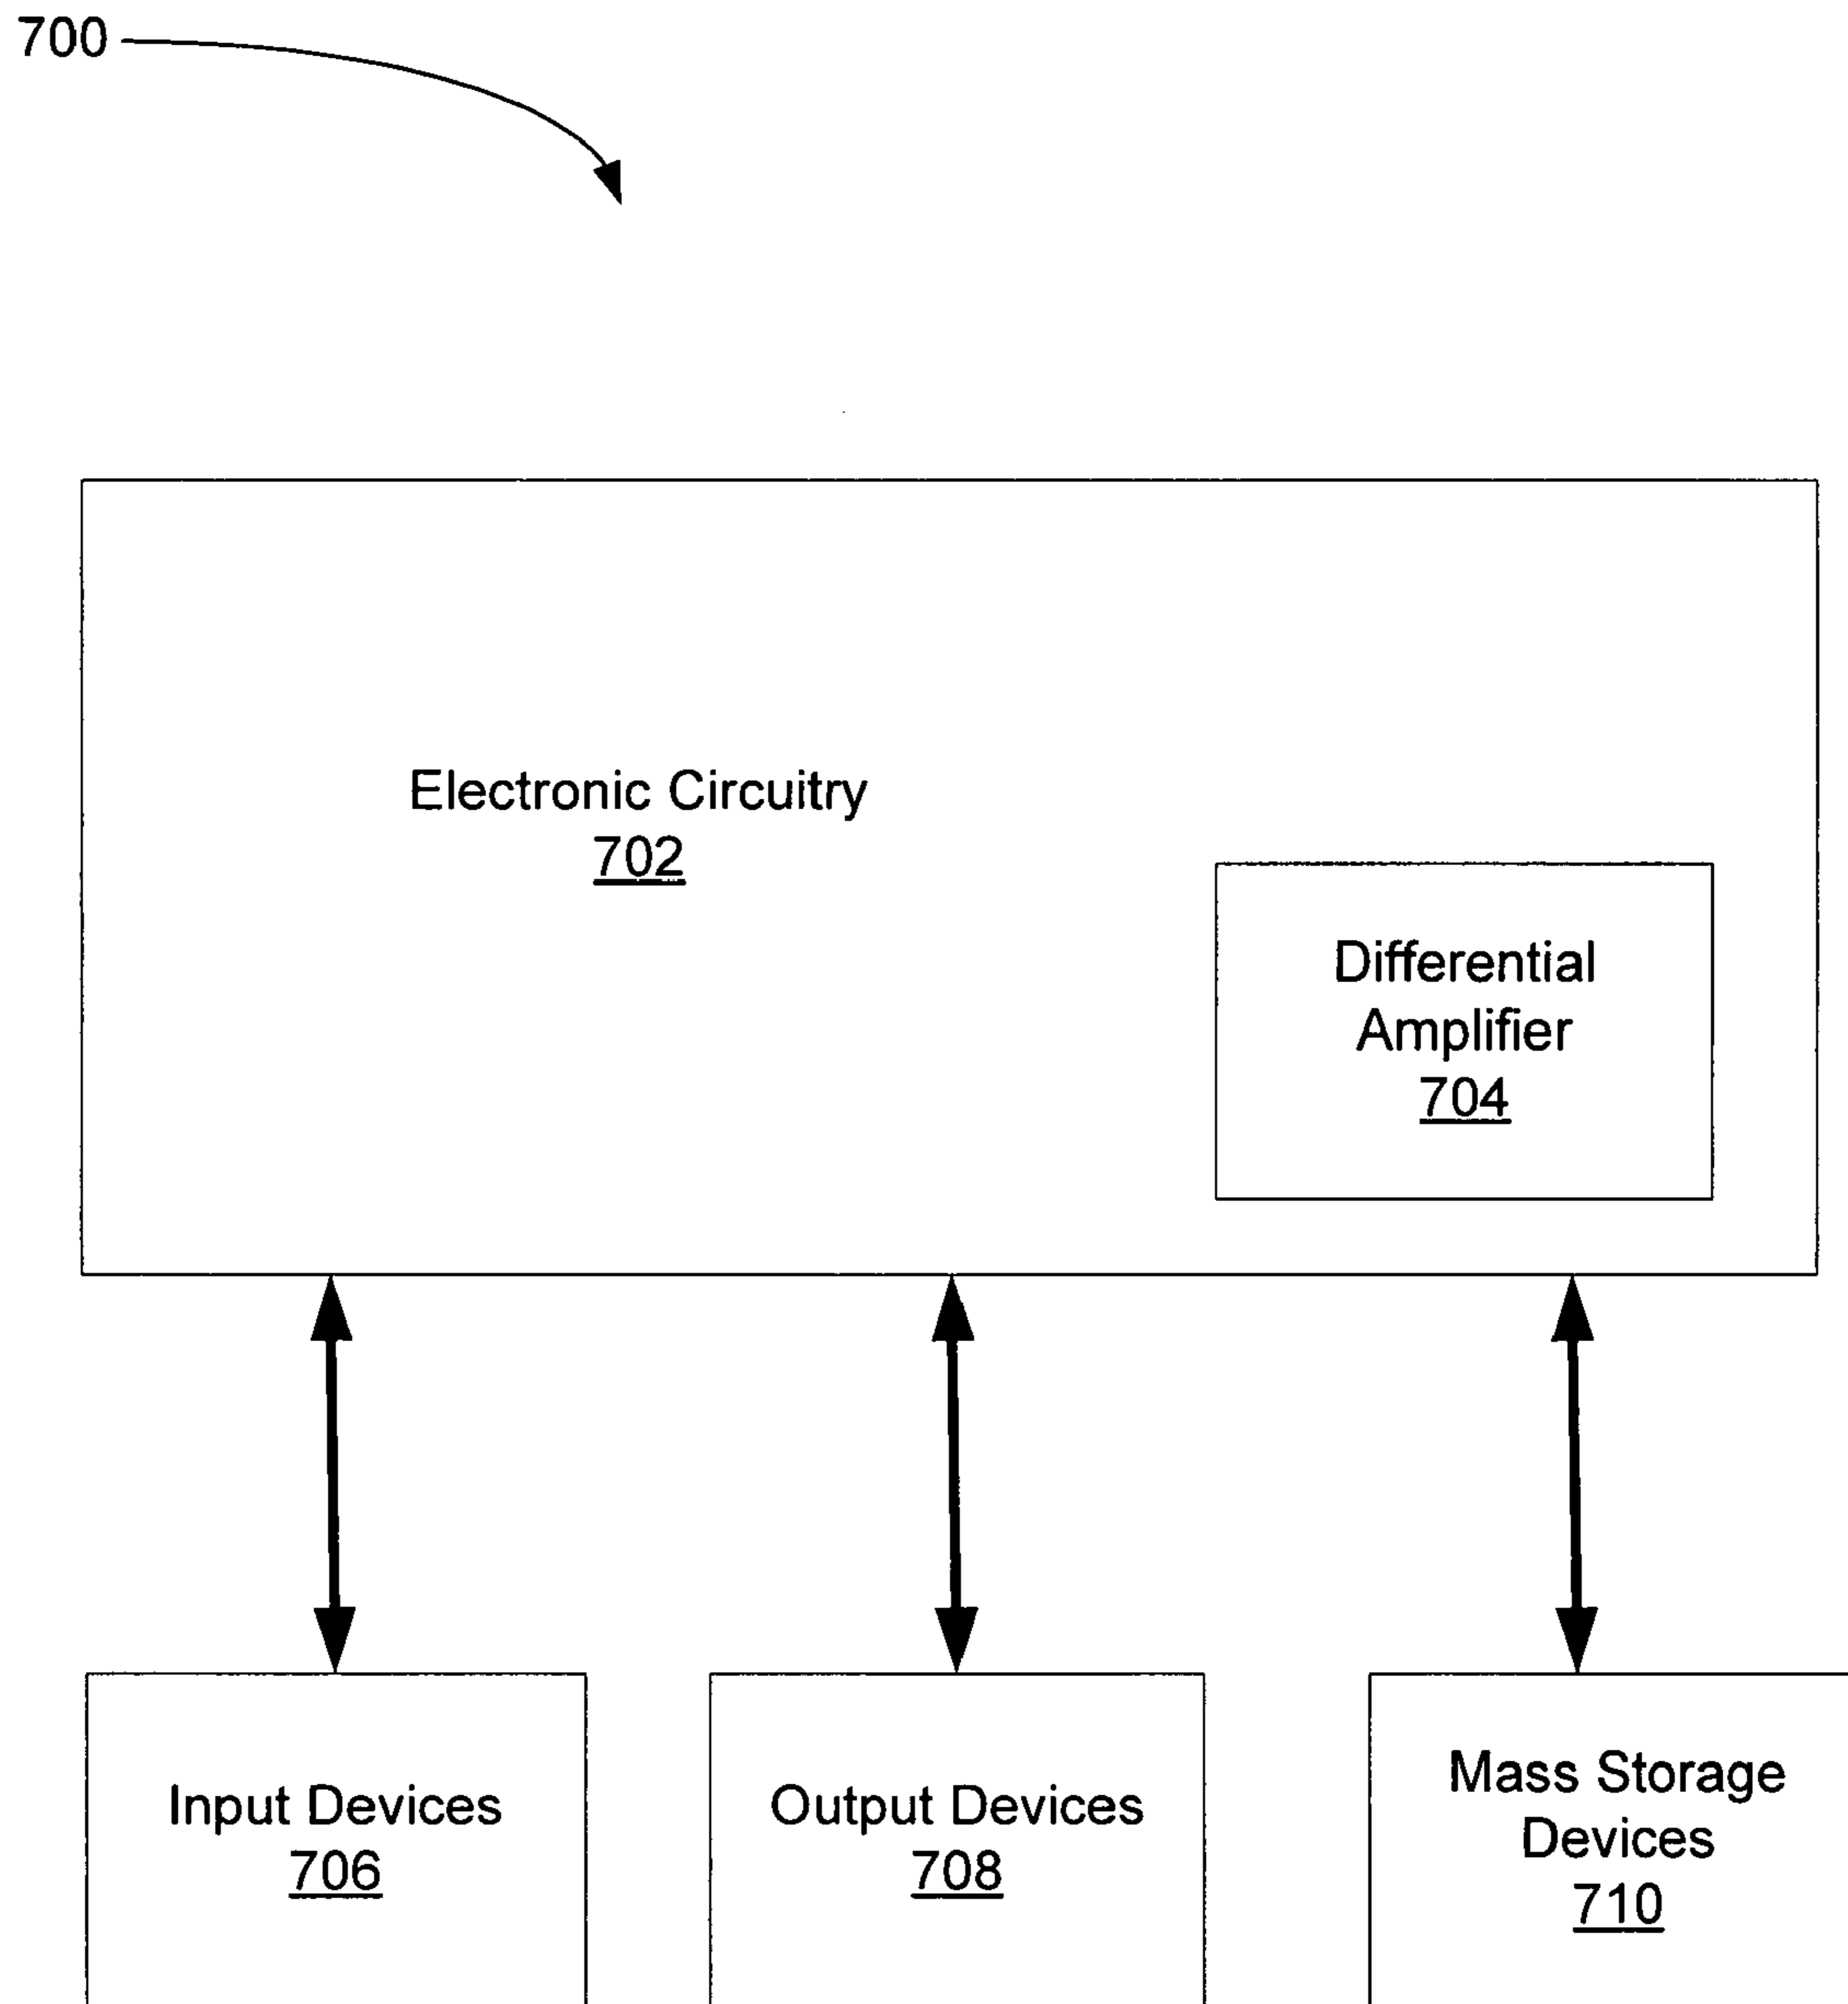 700
Electronic Circuitry
702
Differential
Amplifier
704
Input Devices
706
Output Devices
708
Mass Storage
Devices
710